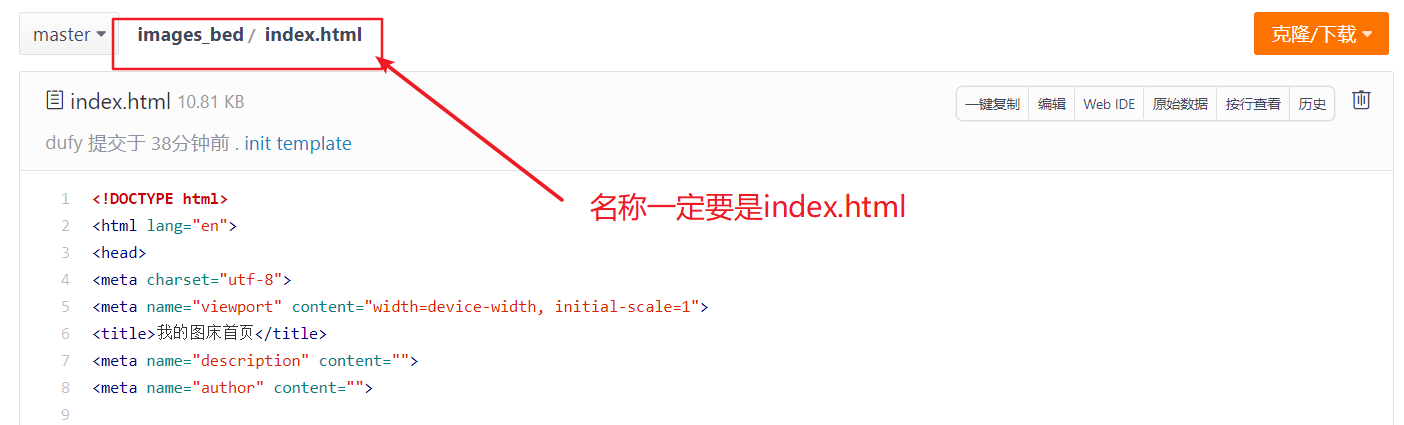 master images_bed / index.html 克隆/下载
index.html 10.81 KB 一键复制 编辑 Web IDE 原始数据 按行查看 历史
dufy 提交于 38分钟前 . init template
名称一定要是index.html
1 <!DOCTYPE html>
2 <html lang="en">
3 <head>
4 <meta charset="utf-8">
5 <meta name="viewport" content="width=device-width, initial-scale=1">
6 <title>我的图床首页</title>
7 <meta name="description" content="">
8 <meta name="author" content="">
9